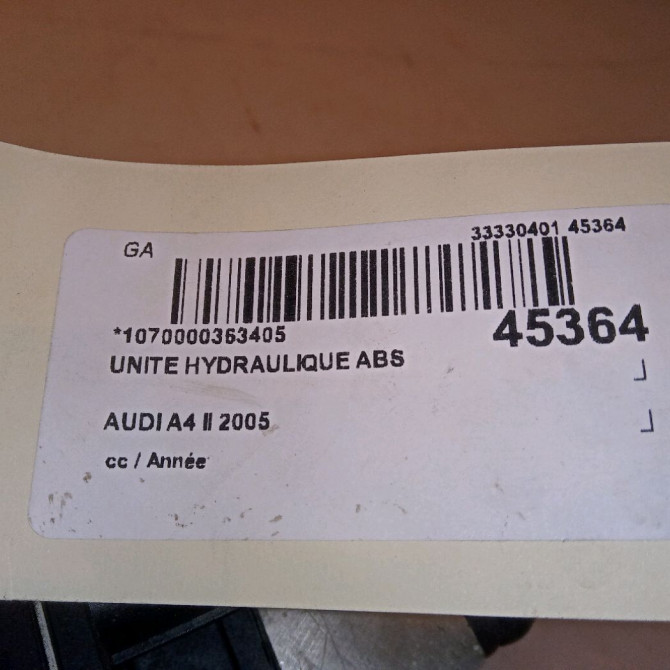 GA
33330401 45364
*1070000363405
45364
UNITE HYDRAULIQUE ABS
AUDI A4 II 2005
cc / Année